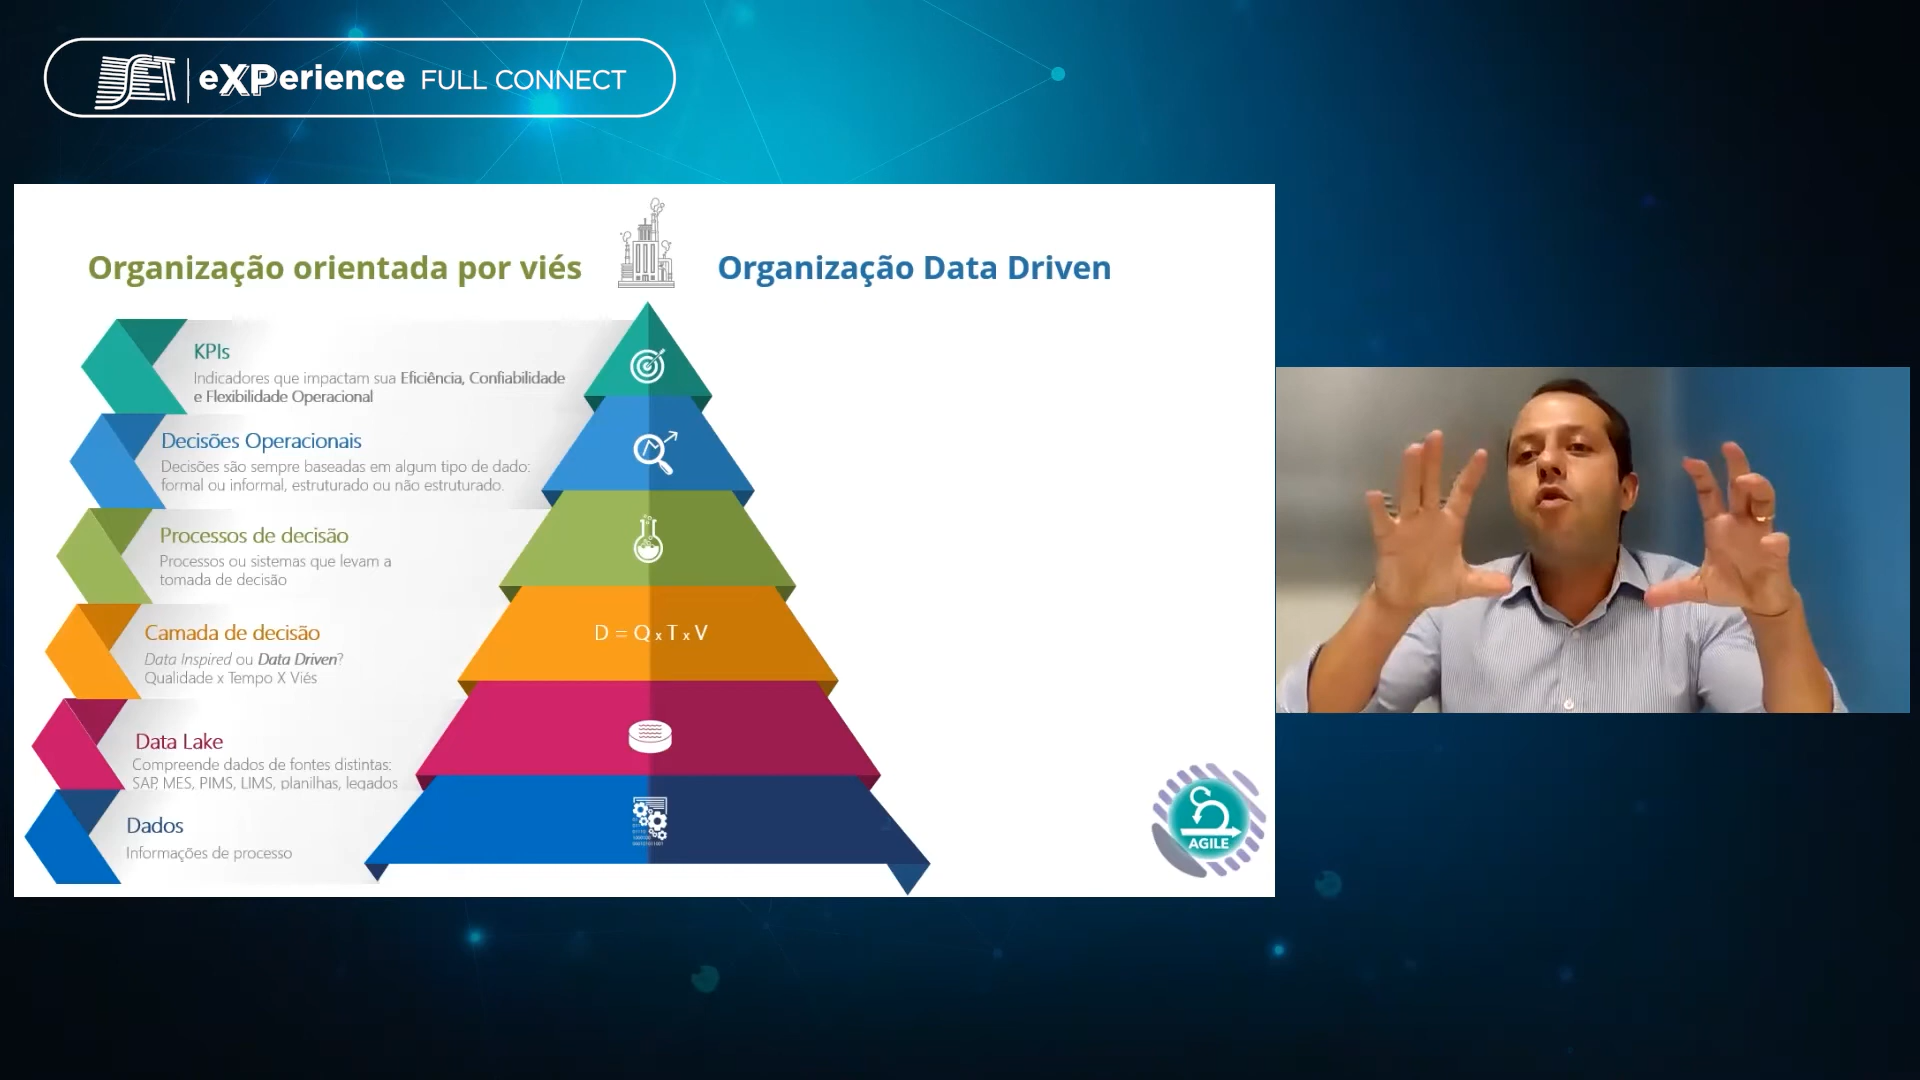 SET eXPerience FULL CONNECT
Organização orientada por viés
Organização Data Driven
KPIs
Indicadores que impactam sua Eficiência, Confiabilidade
e Flexibilidade Operacional
Decisões Operacionais
Decisões são sempre baseadas em algum tipo de dado:
formal ou informal, estruturado ou não estruturado.
Processos de decisão
Processos ou sistemas que levam a
tomada de decisão
Camada de decisão
Data Inspired ou Data Driven?
Qualidade x Tempo X Viés
D = Q x T x V
Data Lake
Compreende dados de fontes distintas:
SAP, MES, PIMS, LIMS, planilhas, legados
Dados
Informações de processo
AGILE